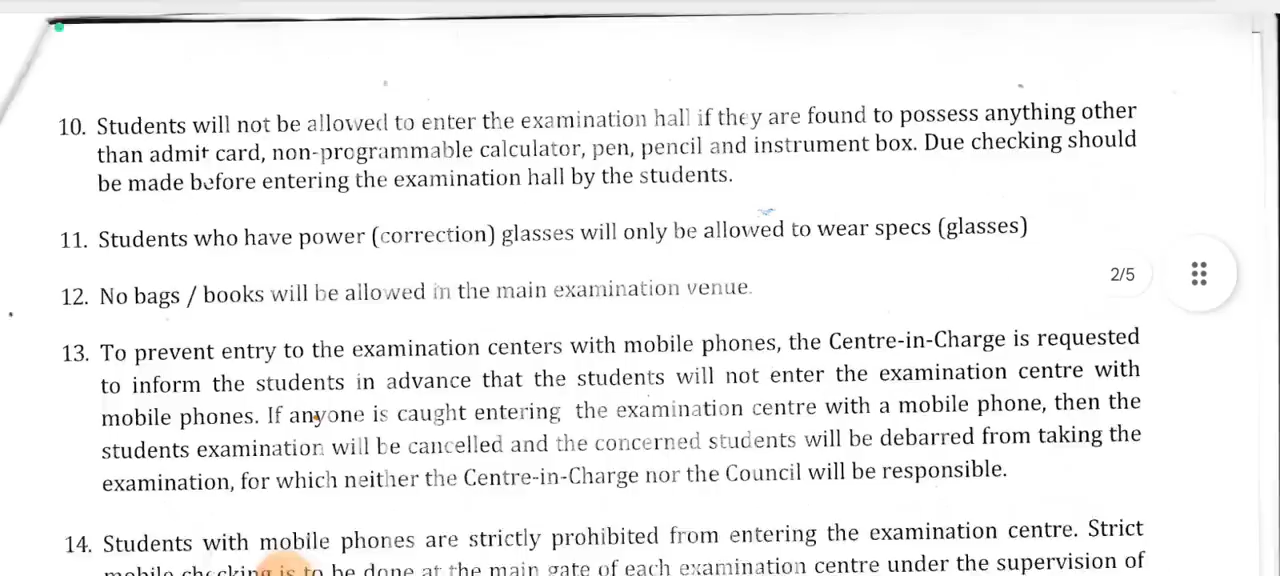 10. Students will not be allowed to enter the examination hall if they are found to possess anything other
than admit card, non-programmable calculator, pen, pencil and instrument box. Due checking should
be made before entering the examination hall by the students.
11. Students who have power (correction) glasses will only be allowed to wear specs (glasses)
12. No bags / books will be allowed in the main examination venue.
2/5
13. To prevent entry to the examination centers with mobile phones, the Centre-in-Charge is requested
to inform the students in advance that the students will not enter the examination centre with
mobile phones. If anyone is caught entering the examination centre with a mobile phone, then the
students examination will be cancelled and the concerned students will be debarred from taking the
examination, for which neither the Centre-in-Charge nor the Council will be responsible.
14. Students with mobile phones are strictly prohibited from entering the examination centre. Strict
mobile checking is to be done at the main gate of each examination centre under the supervision of